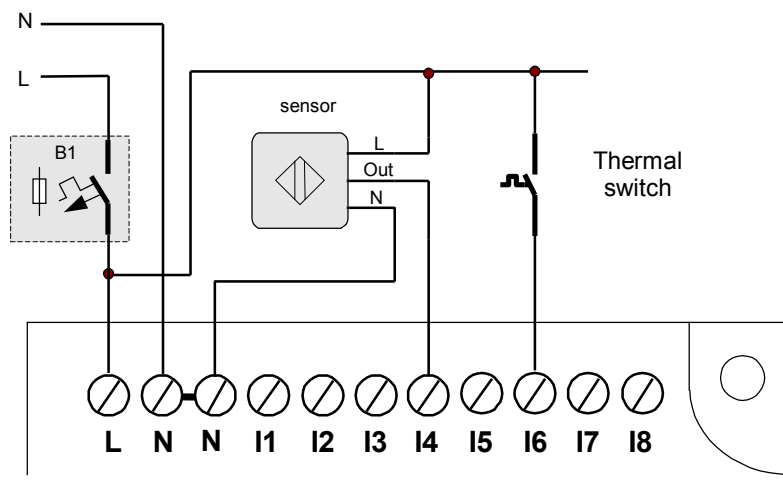 N
L
B1
sensor
L
Out
N
Thermal
switch
L N N I1 I2 I3 I4 I5 I6 I7 I8